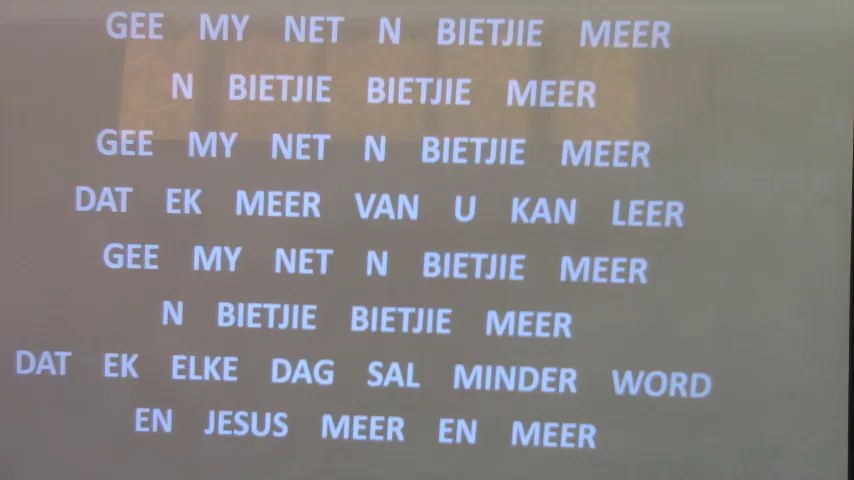 GEE MY NET N BIETJIE MEER
N BIETJIE BIETJIE MEER
GEE MY NET N BIETJIE MEER
DAT EK MEER VAN U KAN LEER
GEE MY NET N BIETJIE MEER
N BIETJIE BIETJIE MEER
DAT EK ELKE DAG SAL MINDER WORD
EN JESUS MEER EN MEER